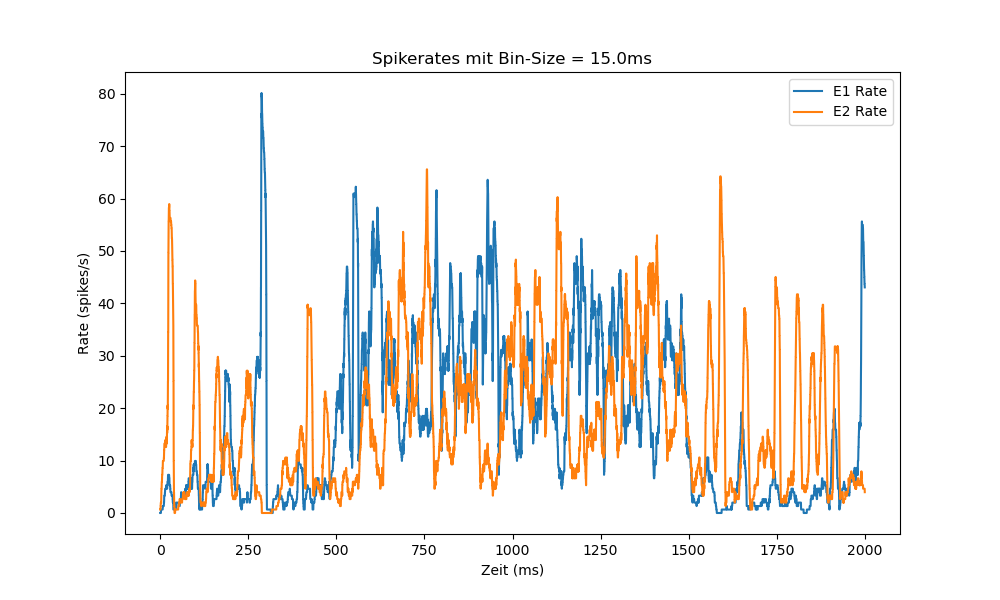 Spikerates mit Bin-Size = 15.0ms
E1 Rate
E2 Rate
80
70
60
50
40
30
20
10
0
Rate (spikes/s)
0 250 500 750 1000 1250 1500 1750 2000
Zeit (ms)